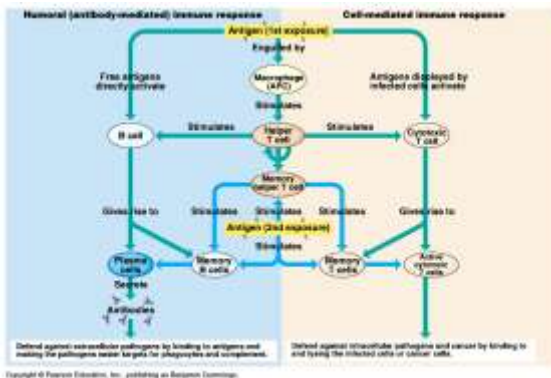 Humoral (antibody-mediated) immune response
Cell-mediated immune response
Antigen (1st exposure)
Engulfed by
Free antigens
directly activate
Macrophage
(APC)
Antigens displayed by
infected cells activate
Stimulates
B cell
Stimulates
Helper
T cell
Stimulates
Cytotoxic
T cell
Memory
helper T cell
Gives rise to
Stimulates
Stimulates
Stimulates
Gives rise to
Antigen (2nd exposure)
Stimulates
Plasma
cells
Memory
B cells
Memory
T cells
Active
cytotoxic
T cells
Secrete
Antibodies
Defend against extracellular pathogens by binding to antigens and
making the pathogens easier targets for phagocytes and complement.
Defend against intracellular pathogens and cancer by binding to
and lysing the infected cells or cancer cells.
Copyright © Pearson Education, Inc., publishing as Benjamin Cummings.